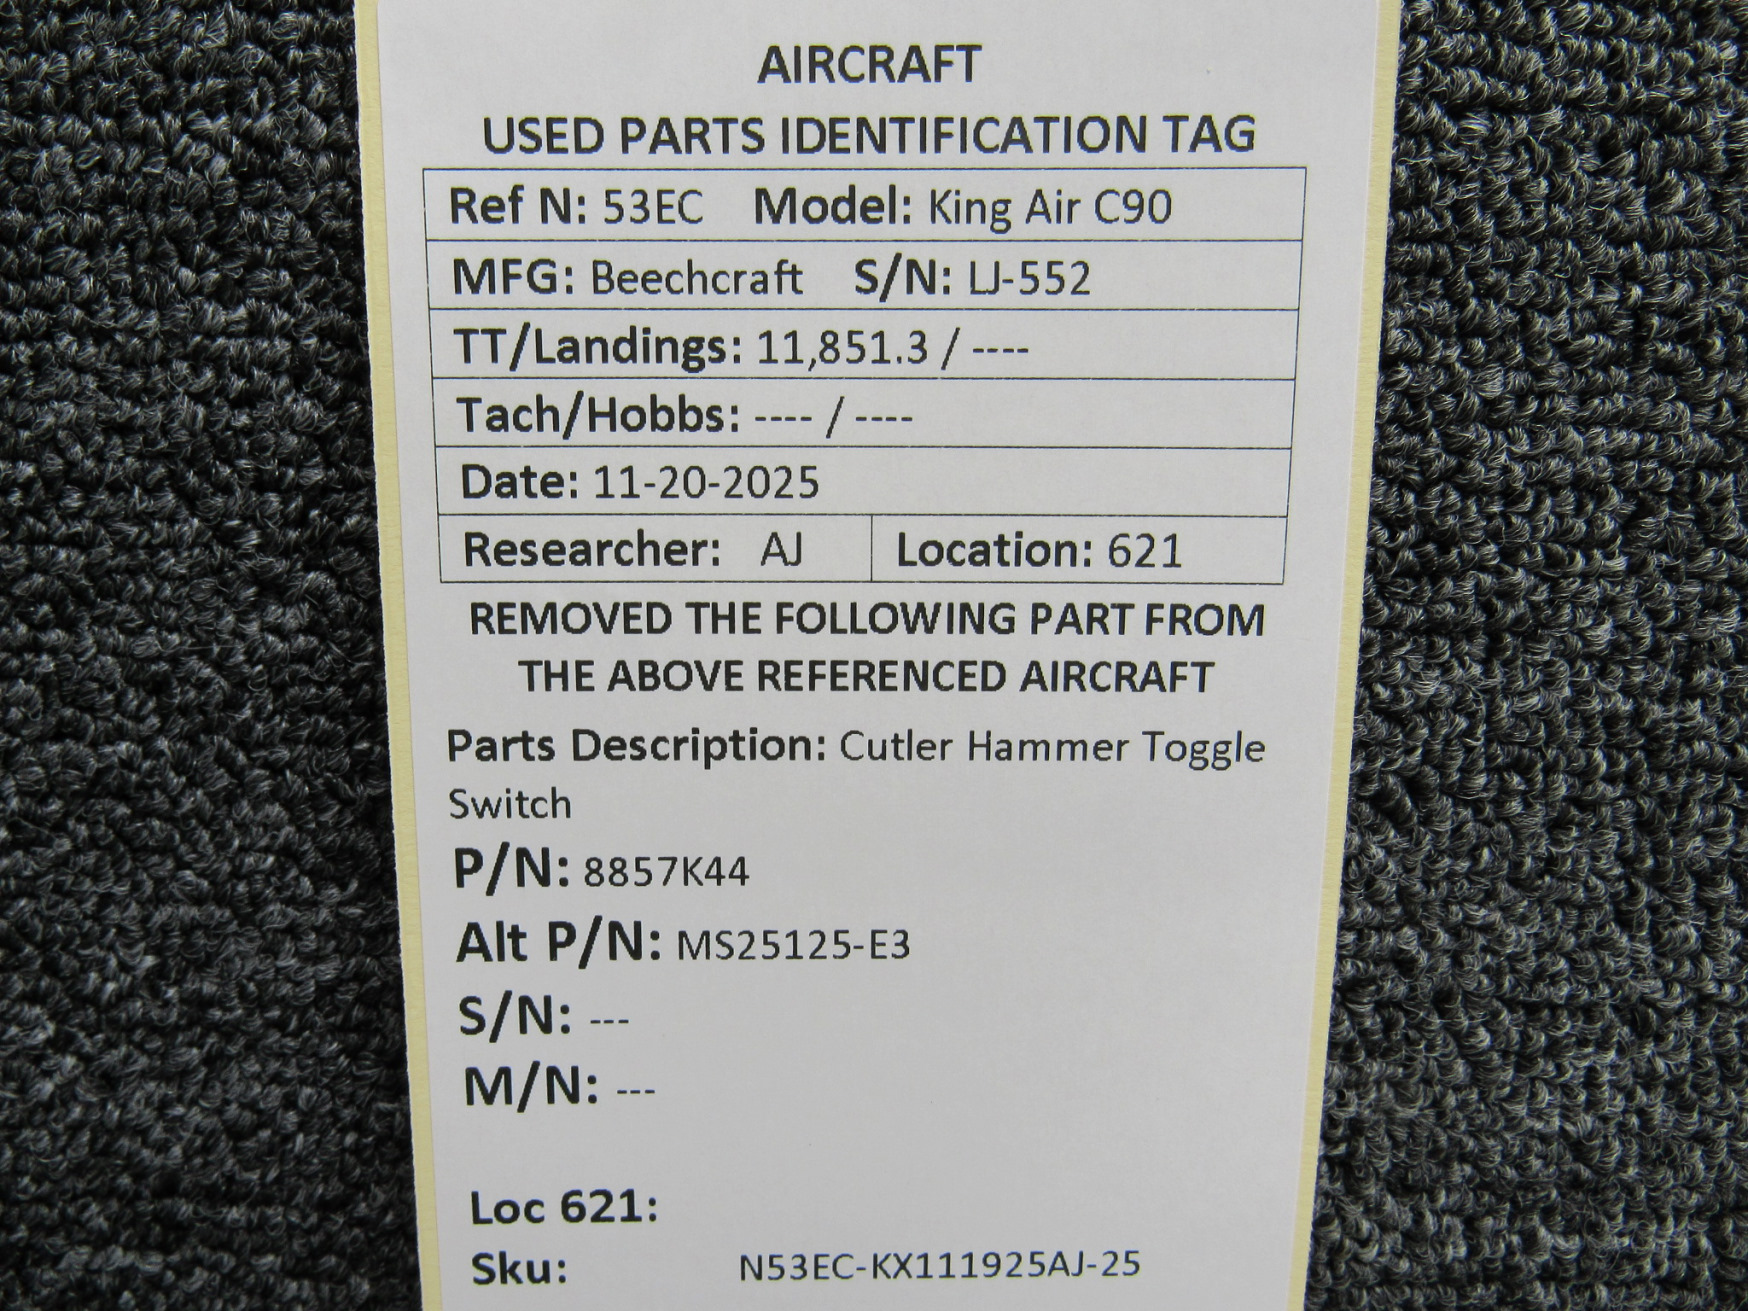 AIRCRAFT
USED PARTS IDENTIFICATION TAG
Ref N: 53EC Model: King Air C90
MFG: Beechcraft S/N: LJ-552
TT/Landings: 11,851.3 / ----
Tach/Hobbs: ---- / ----
Date: 11-20-2025
Researcher: AJ Location: 621
REMOVED THE FOLLOWING PART FROM
THE ABOVE REFERENCED AIRCRAFT
Parts Description: Cutler Hammer Toggle
Switch
P/N: 8857K44
Alt P/N: MS25125-E3
S/N: ---
M/N: ---
Loc 621:
Sku: N53EC-KX111925AJ-25